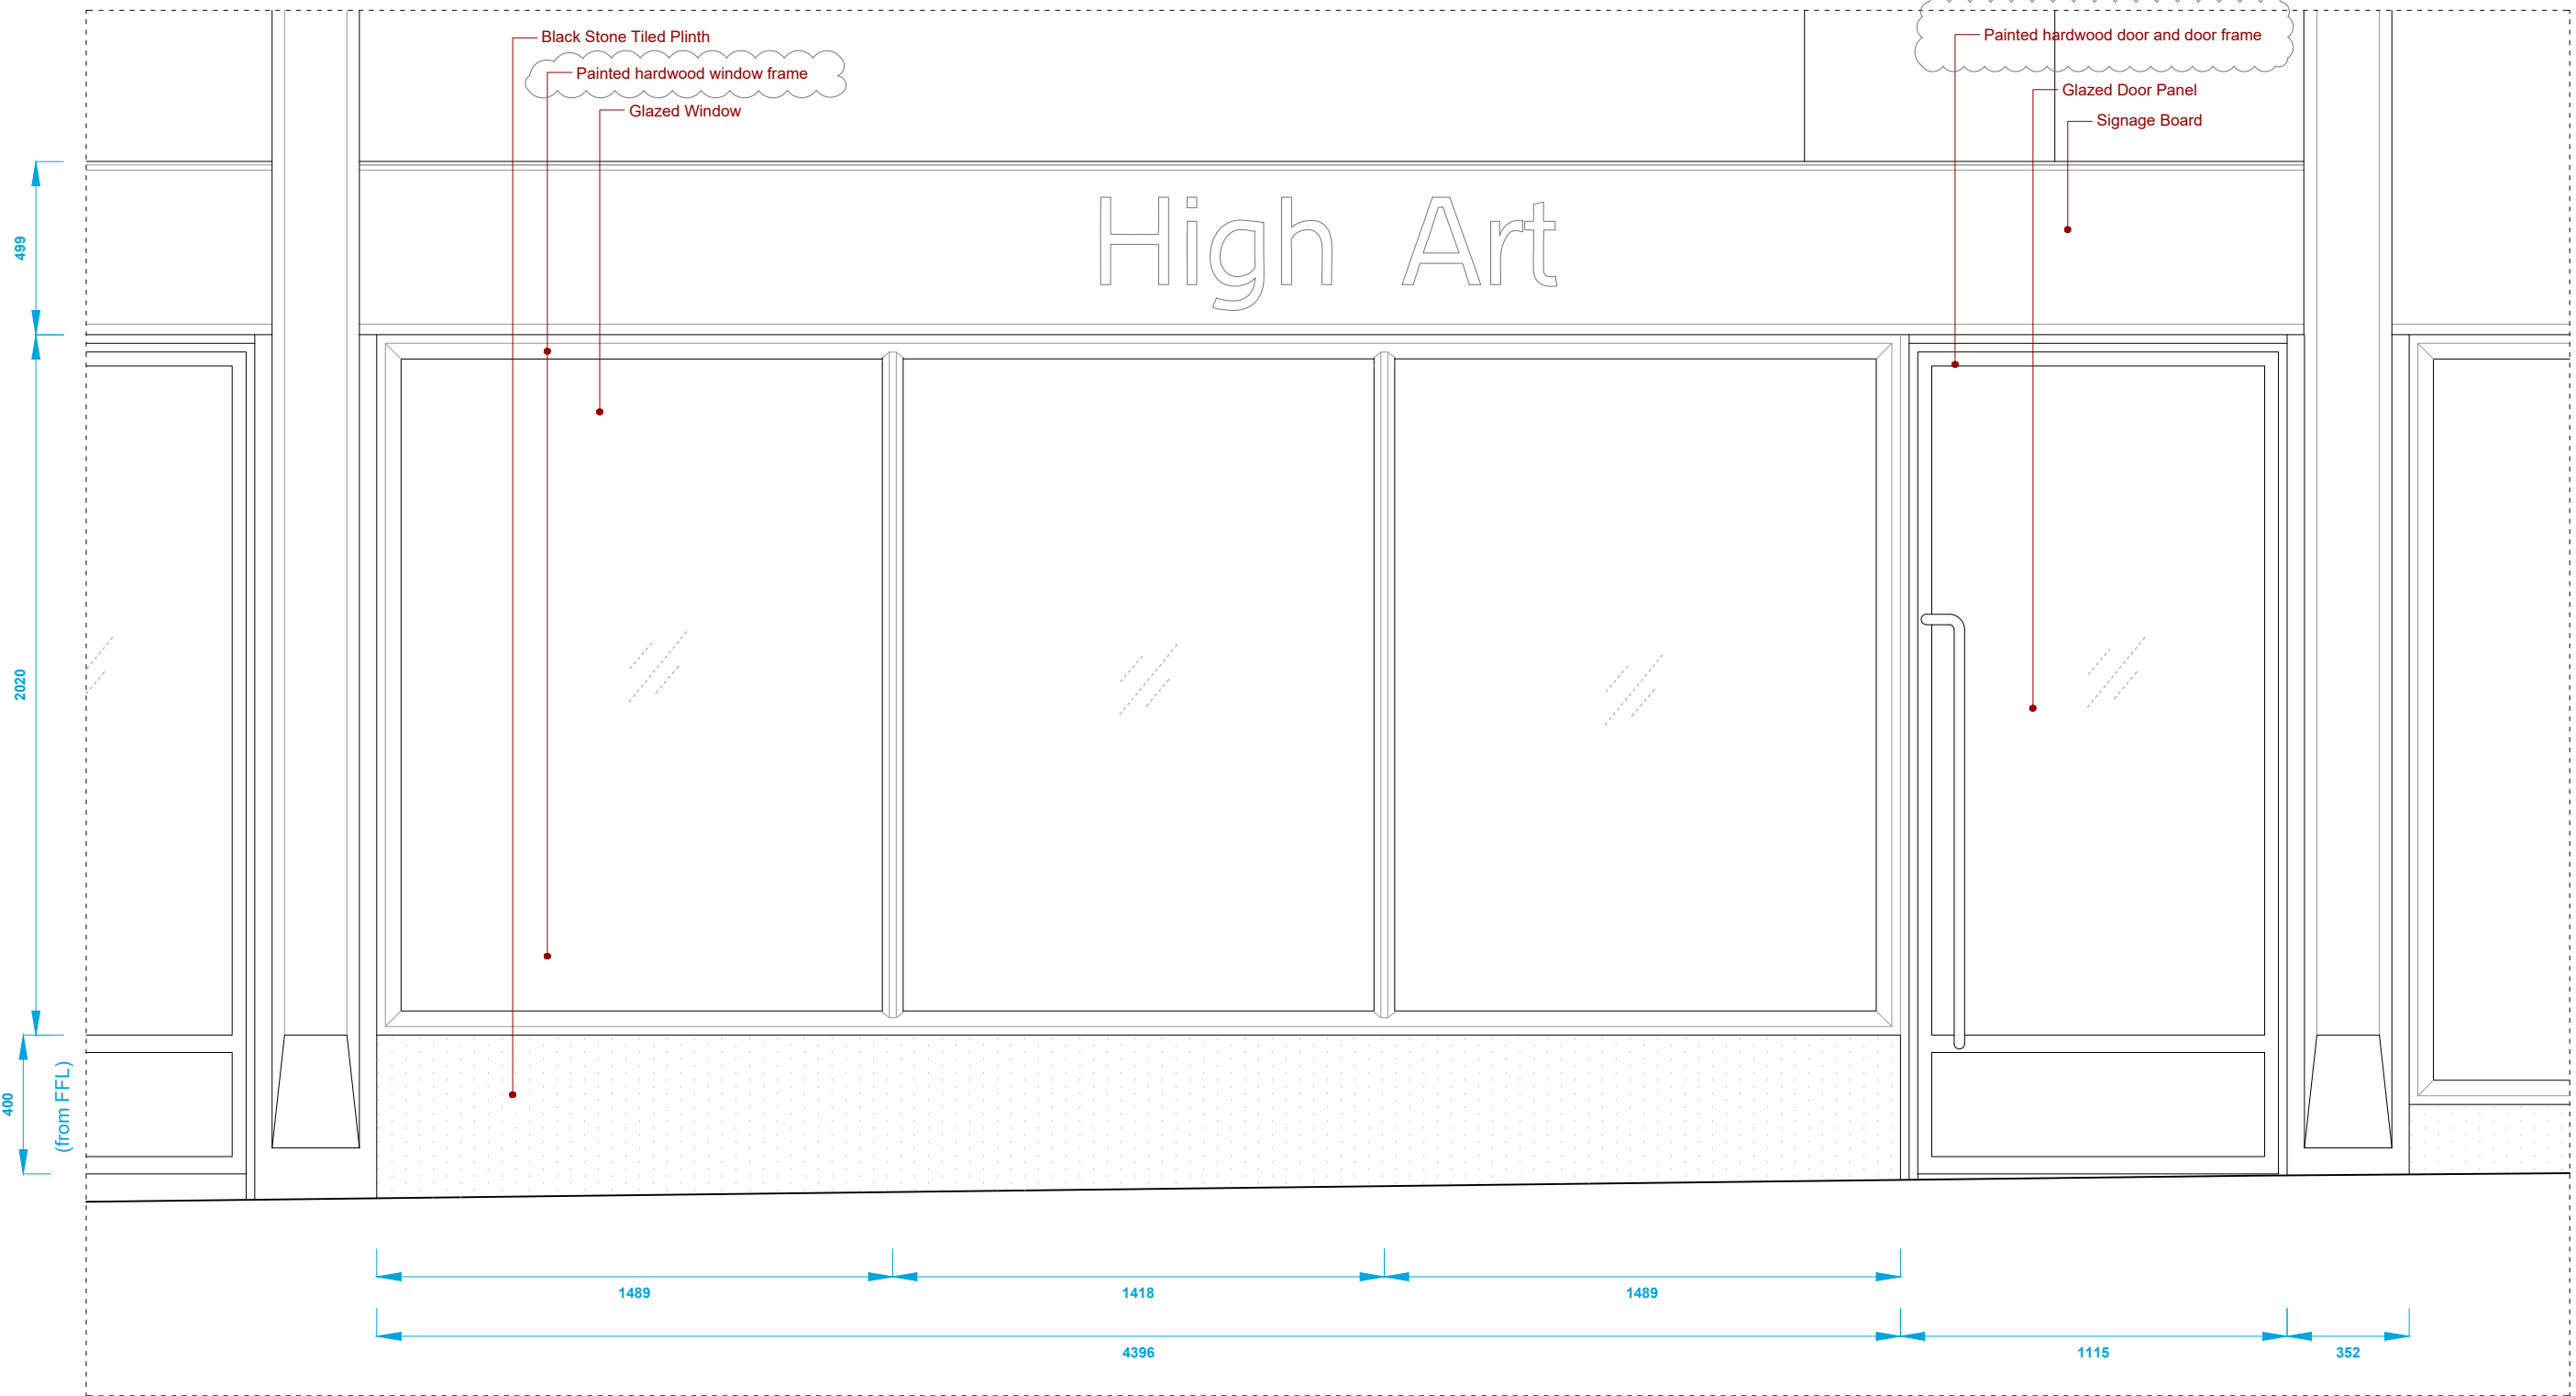 Black Stone Tiled Plinth
Painted hardwood window frame
Glazed Window
Painted hardwood door and door frame
Glazed Door Panel
Signage Board
High Art
499
2020
400
(from FFL)
1489
1418
1489
4396
1115
352